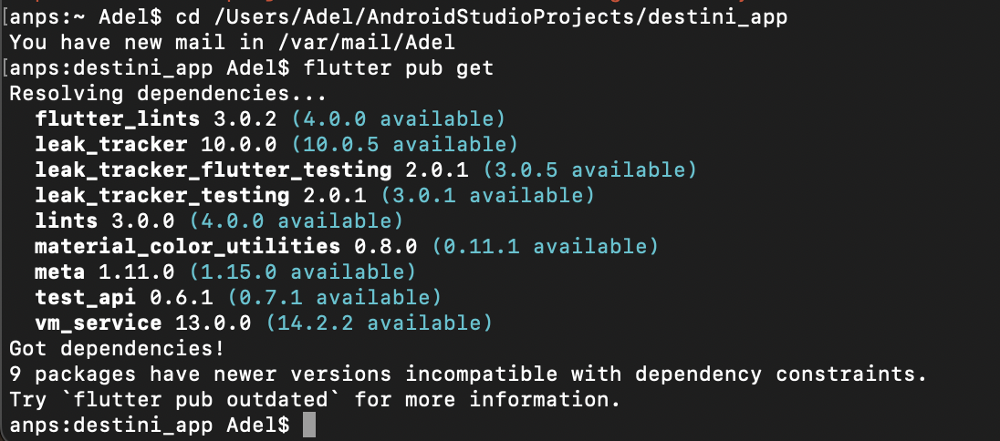 [anps:~ Adel$ cd /Users/Adel/AndroidStudioProjects/destini_app
You have new mail in /var/mail/Adel
[anps:destini_app Adel$ flutter pub get
Resolving dependencies...
  flutter_lints 3.0.2 (4.0.0 available)
  leak_tracker 10.0.0 (10.0.5 available)
  leak_tracker_flutter_testing 2.0.1 (3.0.5 available)
  leak_tracker_testing 2.0.1 (3.0.1 available)
  lints 3.0.0 (4.0.0 available)
  material_color_utilities 0.8.0 (0.11.1 available)
  meta 1.11.0 (1.15.0 available)
  test_api 0.6.1 (0.7.1 available)
  vm_service 13.0.0 (14.2.2 available)
Got dependencies!
9 packages have newer versions incompatible with dependency constraints.
Try `flutter pub outdated` for more information.
anps:destini_app Adel$